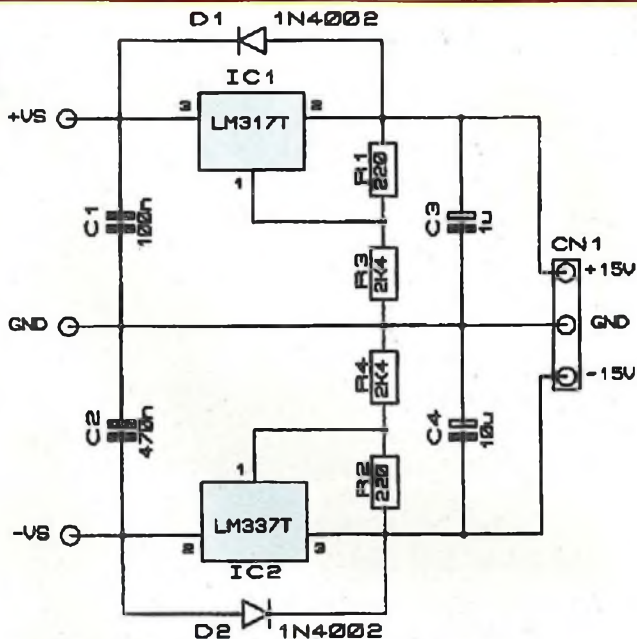 D1 1N4002
IC1
+VS 3 LM317T 2
1
R1 220
C1 100n
C3 1u
R3 2K4
CN1
+15V
GND
GND
R4 2K4
-15V
C2 470n
C4 10u
1
R2 220
-VS 2 LM337T 3
IC2
D2 1N4002